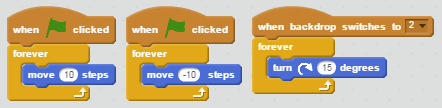 when clicked
forever
move 10 steps
when clicked
forever
move -10 steps
when backdrop switches to 2
forever
turn 15 degrees